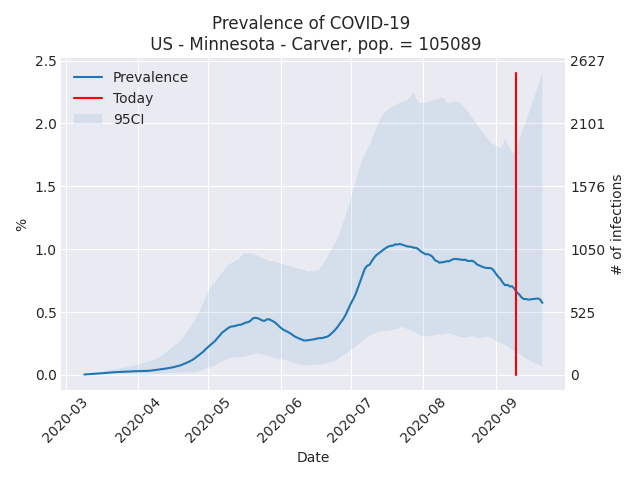 Prevalence of COVID-19
US - Minnesota - Carver, pop. = 105089
Prevalence
Today
95CI
2.5
2.0
1.5
1.0
0.5
0.0
%
2627
2101
1576
1050
525
0
# of infections
2020-03
2020-04
2020-05
2020-06
2020-07
2020-08
2020-09
Date